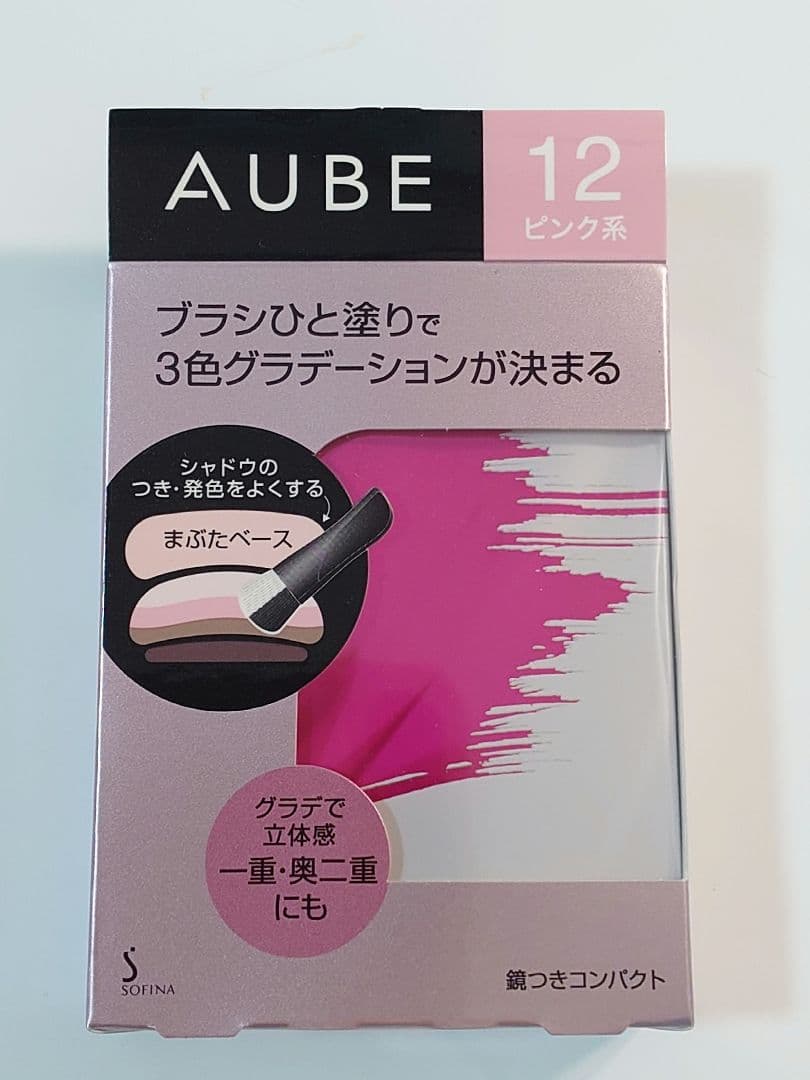 AUBE
12
ピンク系
ブラシひと塗りで
3色グラデーションが決まる
シャドウの
つき・発色をよくする
まぶたベース
グラデで
立体感
一重・奥二重
にも
SOFINA
鏡つきコンパクト